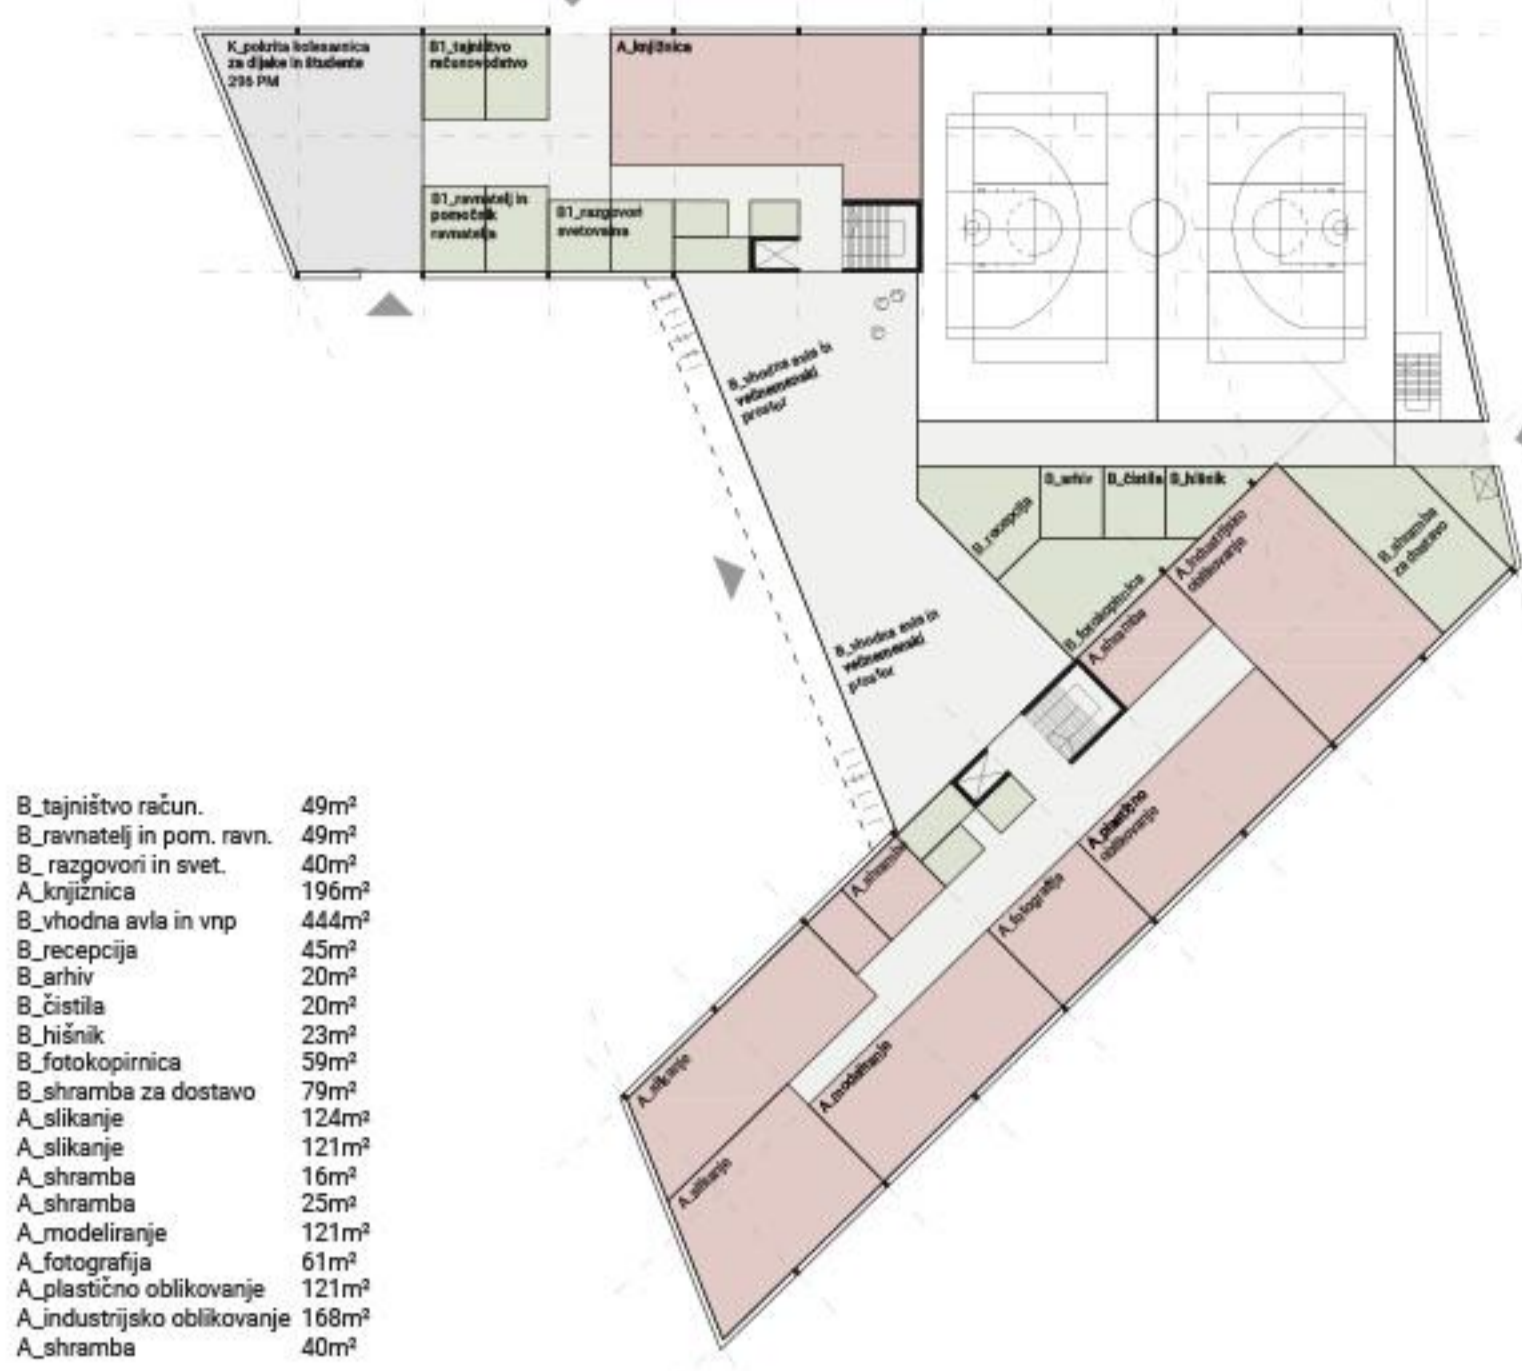 K_pokrita kolesarnica
za dijake in študente
296 PM
B1_tajništvo
računovodstvo
A_knjižnica
B1_ravnatelj in
pomočnik
ravnatelja
B1_razgovori
svetovalna
B_vhodna avla in
večnamenski
prostor
B_recepcija
B_arhiv
B_čistila
B_hišnik
A_industrijsko
oblikovanje
B_shramba
za dostavo
B_fotokopirnica
A_shramba
B_vhodna avla in
večnamenski
prostor
A_plastično
oblikovanje
A_shramba
A_fotografija
A_modeliranje
A_slikanje
A_slikanje
B_tajništvo račun. 49m²
B_ravnatelj in pom. ravn. 49m²
B_ razgovori in svet. 40m²
A_knjižnica 196m²
B_vhodna avla in vnp 444m²
B_recepcija 45m²
B_arhiv 20m²
B_čistila 20m²
B_hišnik 23m²
B_fotokopirnica 59m²
B_shramba za dostavo 79m²
A_slikanje 124m²
A_slikanje 121m²
A_shramba 16m²
A_shramba 25m²
A_modeliranje 121m²
A_fotografija 61m²
A_plastično oblikovanje 121m²
A_industrijsko oblikovanje 168m²
A_shramba 40m²